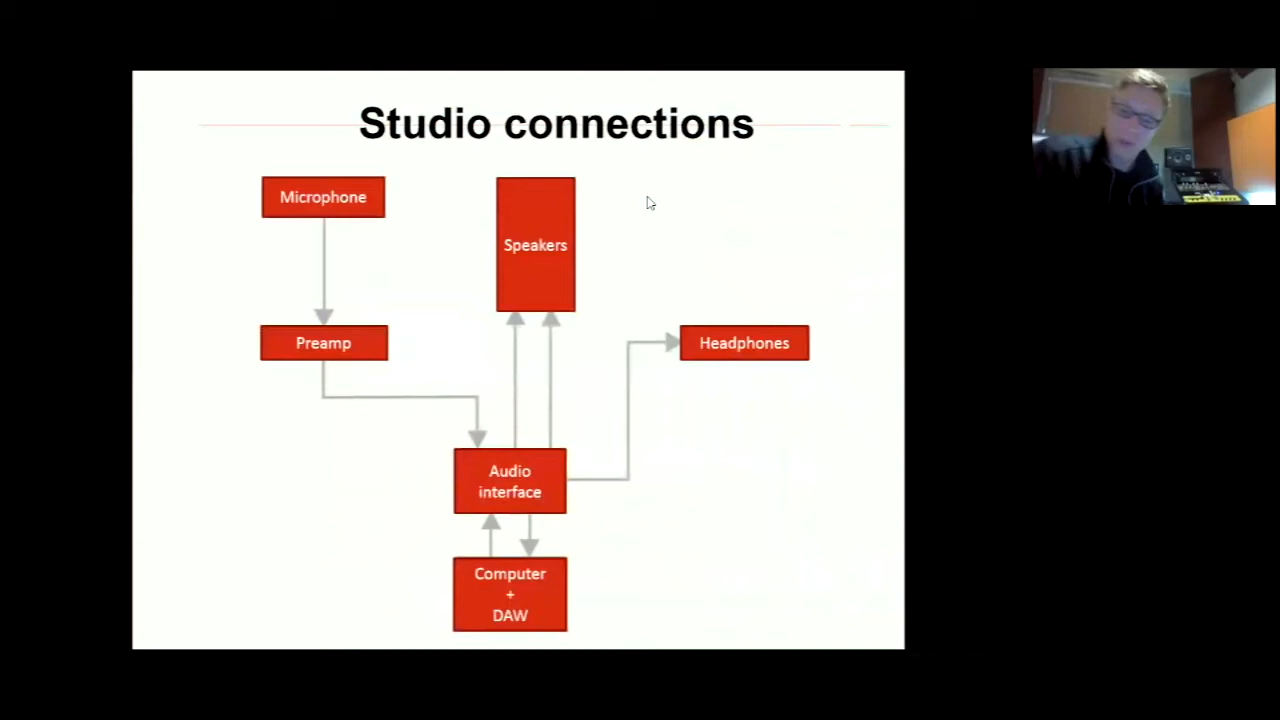 Studio connections
Microphone
Speakers
Preamp
Headphones
Audio
interface
Computer
+
DAW